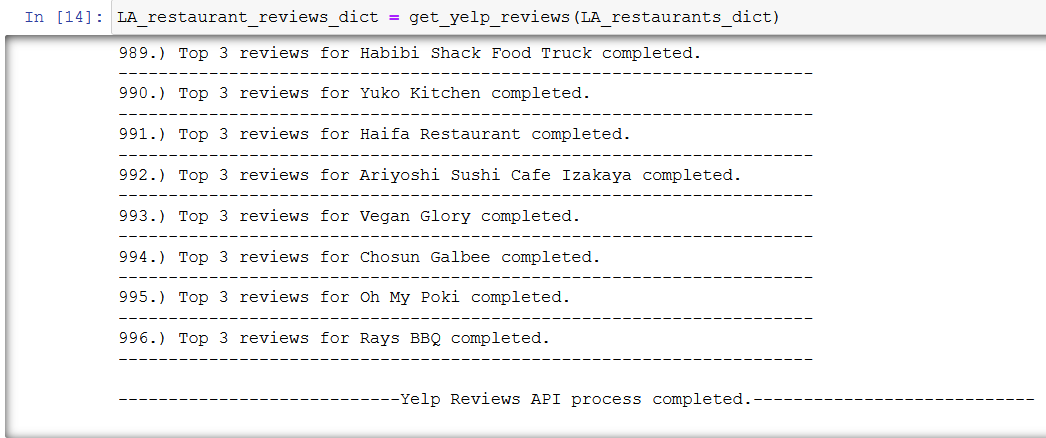 In [14]: LA_restaurant_reviews_dict = get_yelp_reviews(LA_restaurants_dict)
989.) Top 3 reviews for Habibi Shack Food Truck completed.
---------------------------------------------------------------------
990.) Top 3 reviews for Yuko Kitchen completed.
---------------------------------------------------------------------
991.) Top 3 reviews for Haifa Restaurant completed.
---------------------------------------------------------------------
992.) Top 3 reviews for Ariyoshi Sushi Cafe Izakaya completed.
---------------------------------------------------------------------
993.) Top 3 reviews for Vegan Glory completed.
---------------------------------------------------------------------
994.) Top 3 reviews for Chosun Galbee completed.
---------------------------------------------------------------------
995.) Top 3 reviews for Oh My Poki completed.
---------------------------------------------------------------------
996.) Top 3 reviews for Rays BBQ completed.
---------------------------------------------------------------------
----------------------------Yelp Reviews API process completed.----------------------------